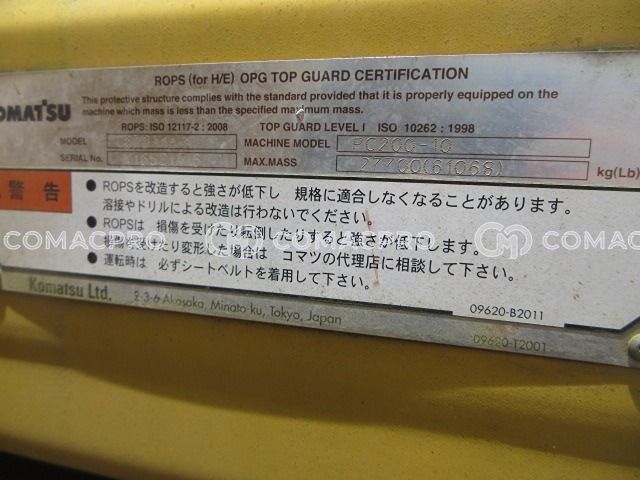 ROPS (for H/E) OPG TOP GUARD CERTIFICATION
KOMATSU
This protective structure complies with the standard provided that it is properly equipped on the
machine which mass is less than the specified maximum mass.
ROPS: ISO 12117-2 : 2008 TOP GUARD LEVEL I ISO 10262 : 1998
MODEL MACHINE MODEL PC200-10
SERIAL No. MAX.MASS 27700(61068) kg(Lb)
警告
● ROPSを改造すると強さが低下し 規格に適合しなくなることがあります。
溶接やドリルによる改造は行わないでください。
● ROPSは 損傷を受けたり転倒したりすると強さが低下します。
損傷を受けたり変形した場合は コマツの代理店に相談して下さい。
● 運転時は 必ずシートベルトを着用して下さい。
09620-B2011
Komatsu Ltd. 2-3-6 Akasaka, Minato-ku, Tokyo, Japan
09620-T2001
COMACPRO COMACPRO COMACPRO